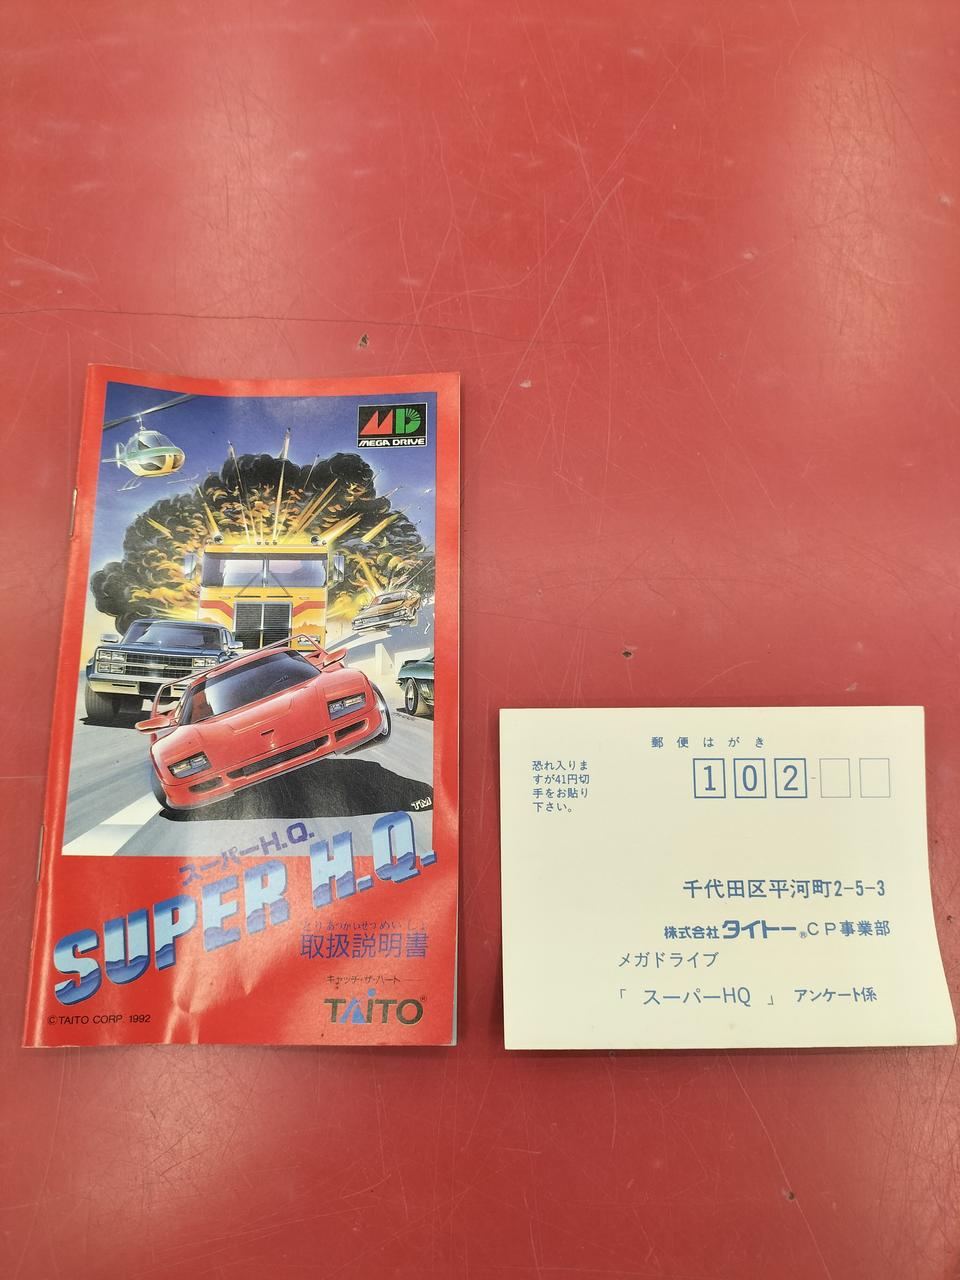 MD
MEGA DRIVE
TM
スーパーH.Q.
SUPER H.Q.
とりあつかいせつめいしょ
取扱説明書
キャッチ・ザ・ハート
TAITO®
©TAITO CORP. 1992
郵便はがき
恐れ入りま
すが41円切
手をお貼り
下さい。
102-
千代田区平河町2-5-3
株式会社タイトー®CP事業部
メガドライブ
「 スーパーHQ 」 アンケート係